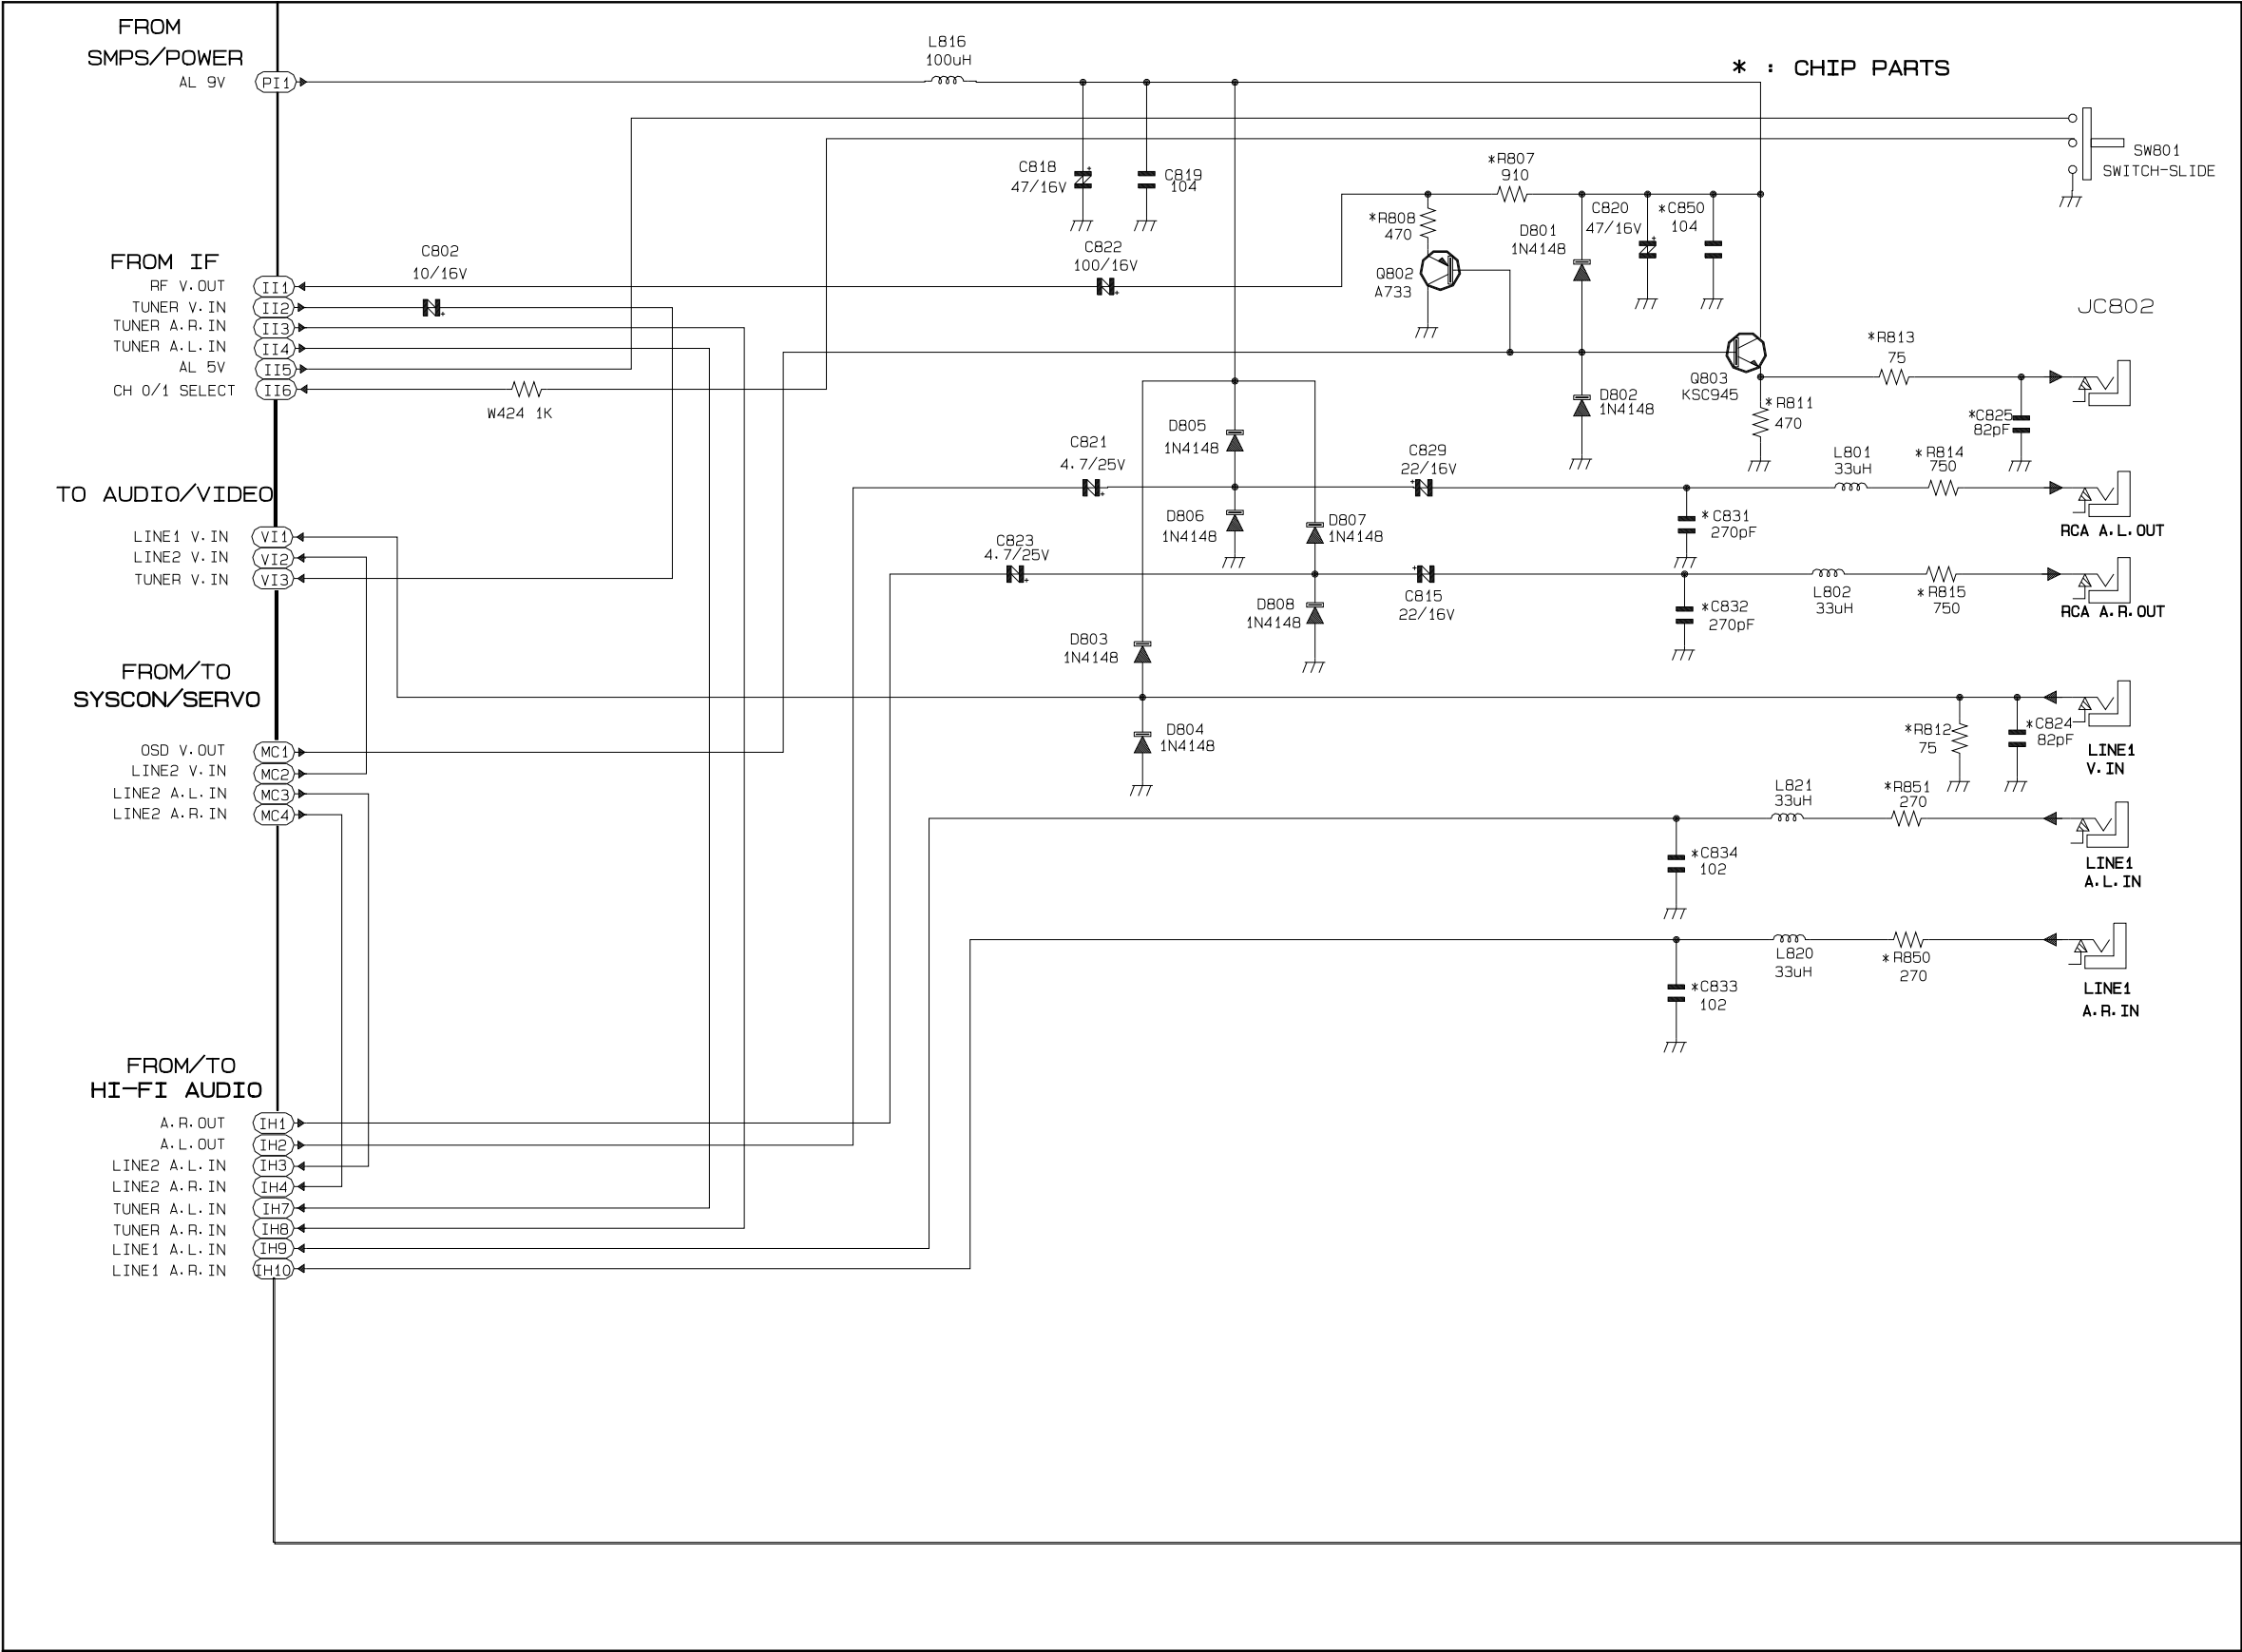 FROM
SMPS/POWER
AL 9V
PI1
L816
100uH
* : CHIP PARTS
SW801
SWITCH-SLIDE
C818
47/16V
C819
104
*R807
910
*R808
470
Q802
A733
D801
1N4148
C820
47/16V
*C850
104
FROM IF
RF V.OUT
II1
TUNER V.IN
II2
TUNER A.R.IN
II3
TUNER A.L.IN
II4
AL 5V
II5
CH 0/1 SELECT
II6
C802
10/16V
W424 1K
C822
100/16V
JC802
Q803
KSC945
*R813
75
*R811
470
*C825
82pF
D802
1N4148
D805
1N4148
C821
4.7/25V
C829
22/16V
L801
33uH
*R814
750
RCA A.L.OUT
D806
1N4148
D807
1N4148
*C831
270pF
TO AUDIO/VIDEO
LINE1 V.IN
VI1
LINE2 V.IN
VI2
TUNER V.IN
VI3
C823
4.7/25V
D808
1N4148
C815
22/16V
*C832
270pF
L802
33uH
*R815
750
RCA A.R.OUT
D803
1N4148
D804
1N4148
*R812
75
*C824
82pF
LINE1
V.IN
FROM/TO
SYSCON/SERVO
OSD V.OUT
MC1
LINE2 V.IN
MC2
LINE2 A.L.IN
MC3
LINE2 A.R.IN
MC4
L821
33uH
*R851
270
*C834
102
LINE1
A.L.IN
L820
33uH
*R850
270
*C833
102
LINE1
A.R.IN
FROM/TO
HI-FI AUDIO
A.R.OUT
IH1
A.L.OUT
IH2
LINE2 A.L.IN
IH3
LINE2 A.R.IN
IH4
TUNER A.L.IN
IH7
TUNER A.R.IN
IH8
LINE1 A.L.IN
IH9
LINE1 A.R.IN
IH10